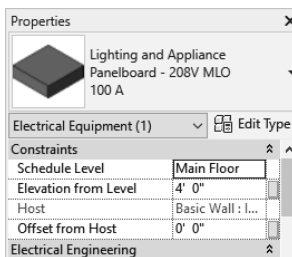 Properties
Lighting and Appliance
Panelboard - 208V MLO
100 A
Electrical Equipment (1) Edit Type
Constraints
Schedule Level Main Floor
Elevation from Level 4' 0"
Host Basic Wall : I...
Offset from Host 0' 0"
Electrical Engineering